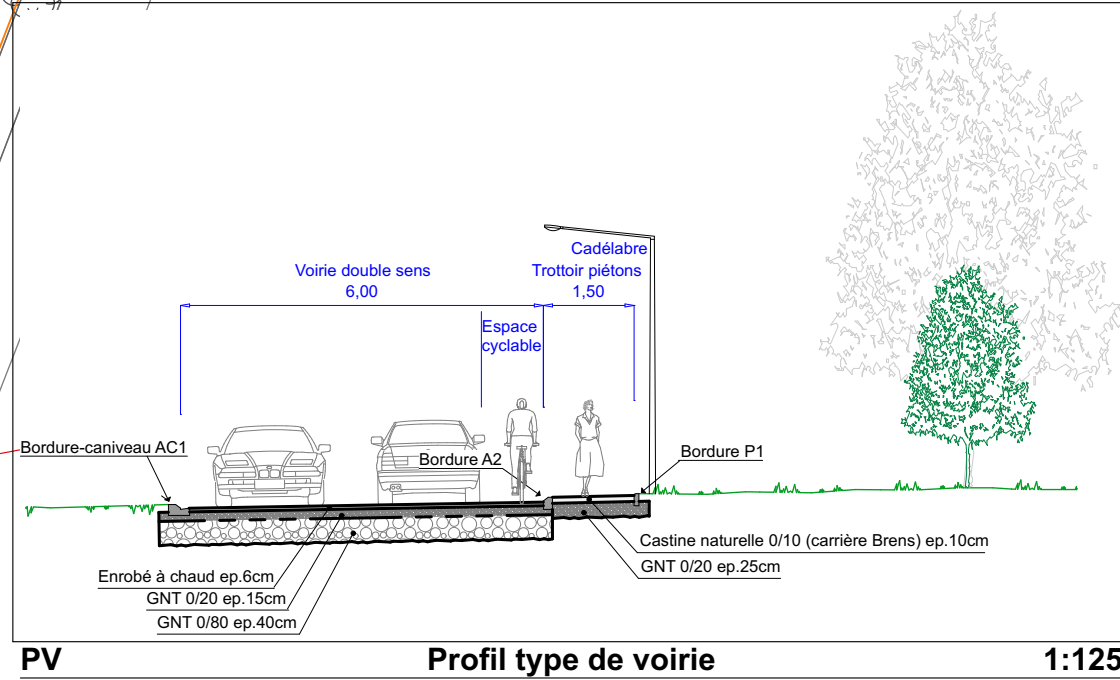 Cadélabre
Voirie double sens
6,00
Trottoir piétons
1,50
Espace
cyclable
Bordure-caniveau AC1
Bordure A2
Bordure P1
Castine naturelle 0/10 (carrière Brens) ep.10cm
GNT 0/20 ep.25cm
Enrobé à chaud ep.6cm
GNT 0/20 ep.15cm
GNT 0/80 ep.40cm
PV
Profil type de voirie
1:125